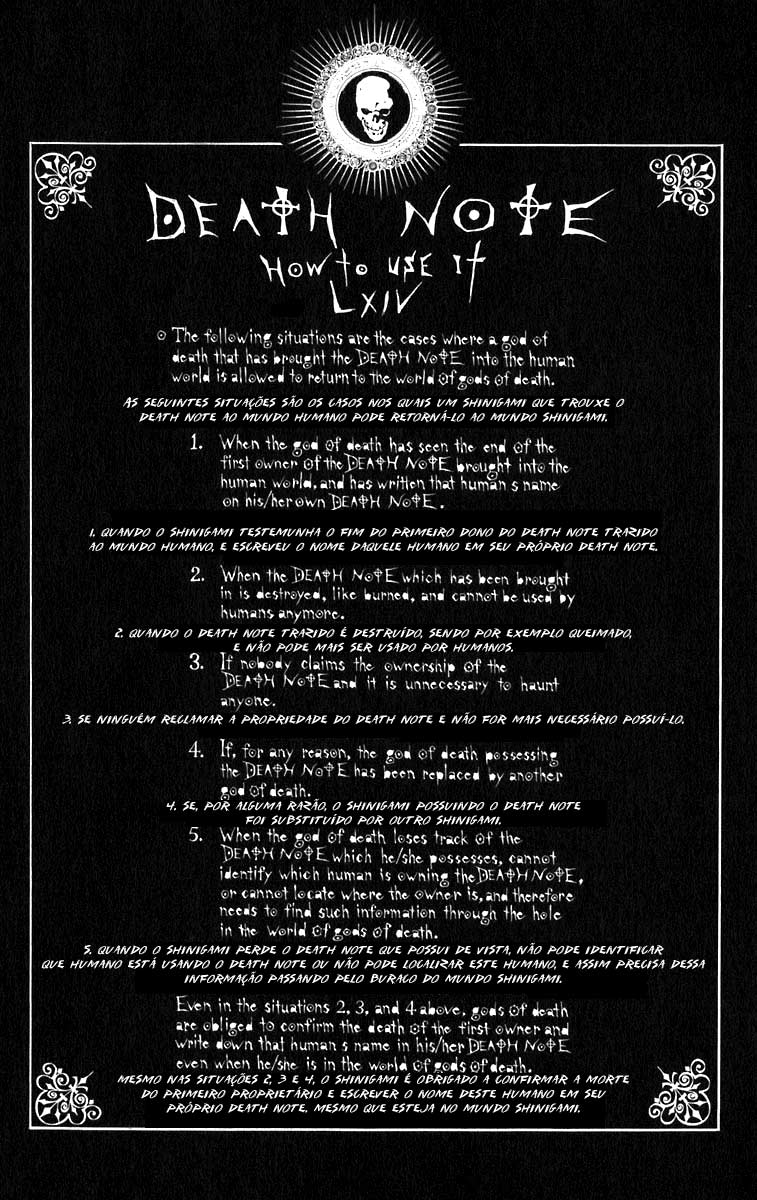 DEATH NOTE
HOW to USE IT
LXIV
The following situations are the cases where a god of
death that has brought the DEATH NOTE into the human
world is allowed to return to the world of gods of death.
AS SEGUINTES SITUAÇÕES SÃO OS CASOS NOS QUAIS UM SHINIGAMI QUE TROUXE O
DEATH NOTE AO MUNDO HUMANO PODE RETORNÁ-LO AO MUNDO SHINIGAMI.
1. When the god of death has seen the end of the
first owner of the DEATH NOTE brought into the
human world, and has written that human s name
on his/her own DEATH NOTE.
1. QUANDO O SHINIGAMI TESTEMUNHA O FIM DO PRIMEIRO DONO DO DEATH NOTE TRAZIDO
AO MUNDO HUMANO, E ESCREVEU O NOME DAQUELE HUMANO EM SEU PRÓPRIO DEATH NOTE.
2. When the DEATH NOTE which has been brought
in is destroyed, like burned, and cannot be used by
humans anymore.
2. QUANDO O DEATH NOTE TRAZIDO É DESTRUÍDO, SENDO POR EXEMPLO QUEIMADO,
E NÃO PODE MAIS SER USADO POR HUMANOS.
3. If nobody claims the ownership of the
DEATH NOTE and it is unnecessary to haunt
anyone.
3. SE NINGUÉM RECLAMAR A PROPRIEDADE DO DEATH NOTE E NÃO FOR MAIS NECESSÁRIO POSSUÍ-LO.
4. If, for any reason, the god of death possessing
the DEATH NOTE has been replaced by another
god of death.
4. SE, POR ALGUMA RAZÃO, O SHINIGAMI POSSUINDO O DEATH NOTE
FOI SUBSTITUÍDO POR OUTRO SHINIGAMI.
5. When the god of death loses track of the
DEATH NOTE which he/she possesses, cannot
identify which human is owning the DEATH NOTE,
or cannot locate where the owner is, and therefore
needs to find such information through the hole
in the world of gods of death.
5. QUANDO O SHINIGAMI PERDE O DEATH NOTE QUE POSSUI DE VISTA, NÃO PODE IDENTIFICAR
QUE HUMANO ESTÁ USANDO O DEATH NOTE OU NÃO PODE LOCALIZAR ESTE HUMANO, E ASSIM PRECISA DESSA
INFORMAÇÃO PASSANDO PELO BURACO DO MUNDO SHINIGAMI.
Even in the situations 2, 3, and 4 above, gods of death
are obliged to confirm the death of the first owner and
write down that human s name in his/her DEATH NOTE
even when he/she is in the world of gods of death.
MESMO NAS SITUAÇÕES 2, 3 E 4, O SHINIGAMI É OBRIGADO A CONFIRMAR A MORTE
DO PRIMEIRO PROPRIETÁRIO E ESCREVER O NOME DESTE HUMANO EM SEU
PRÓPRIO DEATH NOTE, MESMO QUE ESTEJA NO MUNDO SHINIGAMI.